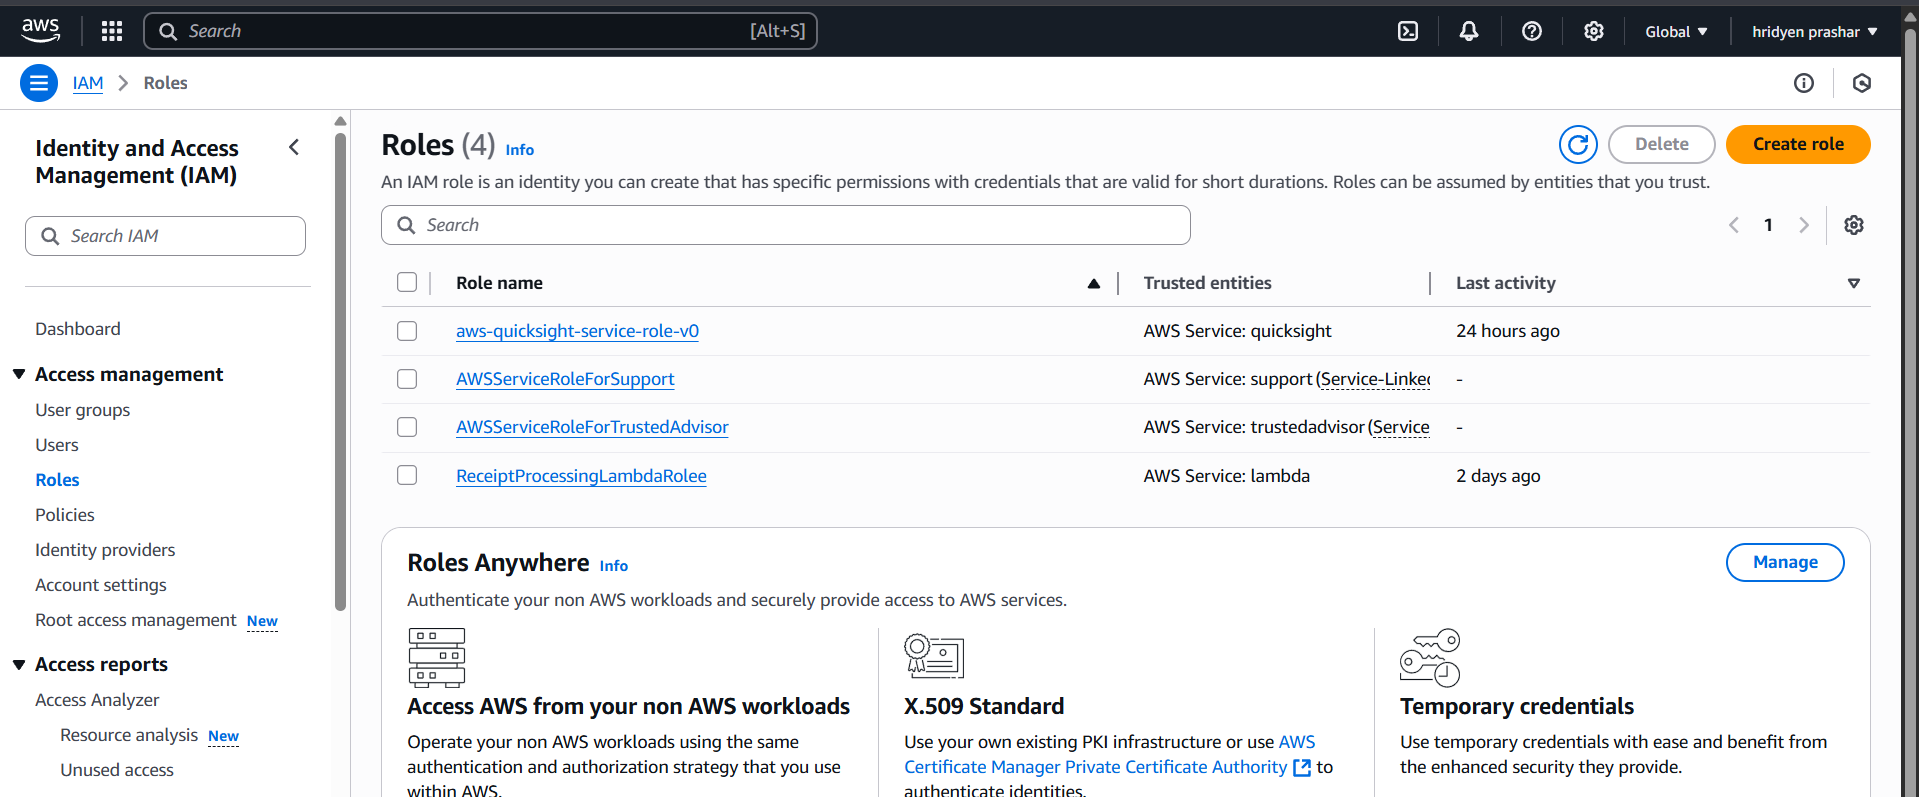 aws
Search
[Alt+S]
Global
hridyen prashar
IAM
Roles
Identity and Access
Management (IAM)
Search IAM
Dashboard
Access management
User groups
Users
Roles
Policies
Identity providers
Account settings
Root access management New
Access reports
Access Analyzer
Resource analysis New
Unused access
Roles (4) Info
Delete
Create role
An IAM role is an identity you can create that has specific permissions with credentials that are valid for short durations. Roles can be assumed by entities that you trust.
Search
1
Role name
Trusted entities
Last activity
aws-quicksight-service-role-v0
AWS Service: quicksight
24 hours ago
AWSServiceRoleForSupport
AWS Service: support (Service-Linked
-
AWSServiceRoleForTrustedAdvisor
AWS Service: trustedadvisor (Service
-
ReceiptProcessingLambdaRolee
AWS Service: lambda
2 days ago
Roles Anywhere Info
Manage
Authenticate your non AWS workloads and securely provide access to AWS services.
Access AWS from your non AWS workloads
Operate your non AWS workloads using the same
authentication and authorization strategy that you use
within AWS.
X.509 Standard
Use your own existing PKI infrastructure or use AWS
Certificate Manager Private Certificate Authority to
authenticate identities.
Temporary credentials
Use temporary credentials with ease and benefit from
the enhanced security they provide.